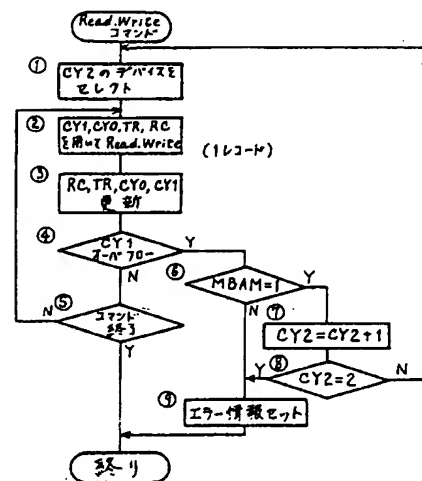 Read.Write
コマンド
① CY2のデバイスを
セレクト
② CY1,CY0,TR,RC
を用いてRead.Write
(1レコード)
③ RC,TR,CY0,CY1
更新
④ CY1
オーバフロー
Y
N
⑤ コマンド
終了
N
Y
⑥ MBAM=1
Y
N
⑦ CY2=CY2+1
⑧ CY2=2
Y
N
⑨ エラー情報セット
終り